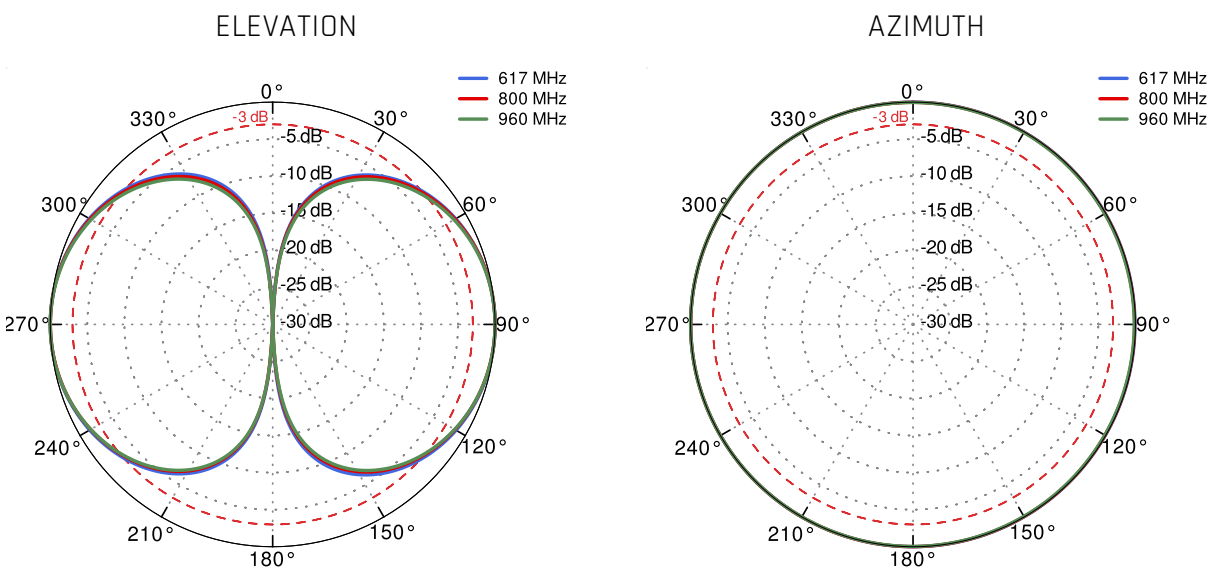 ELEVATION
617 MHz
800 MHz
960 MHz
0°
-3 dB
330°
30°
-5 dB
-10 dB
300°
60°
-15 dB
-20 dB
-25 dB
270°
-30 dB
90°
240°
120°
210°
150°
180°
AZIMUTH
617 MHz
800 MHz
960 MHz
0°
-3 dB
330°
30°
-5 dB
-10 dB
300°
60°
-15 dB
-20 dB
-25 dB
270°
-30 dB
90°
240°
120°
210°
150°
180°